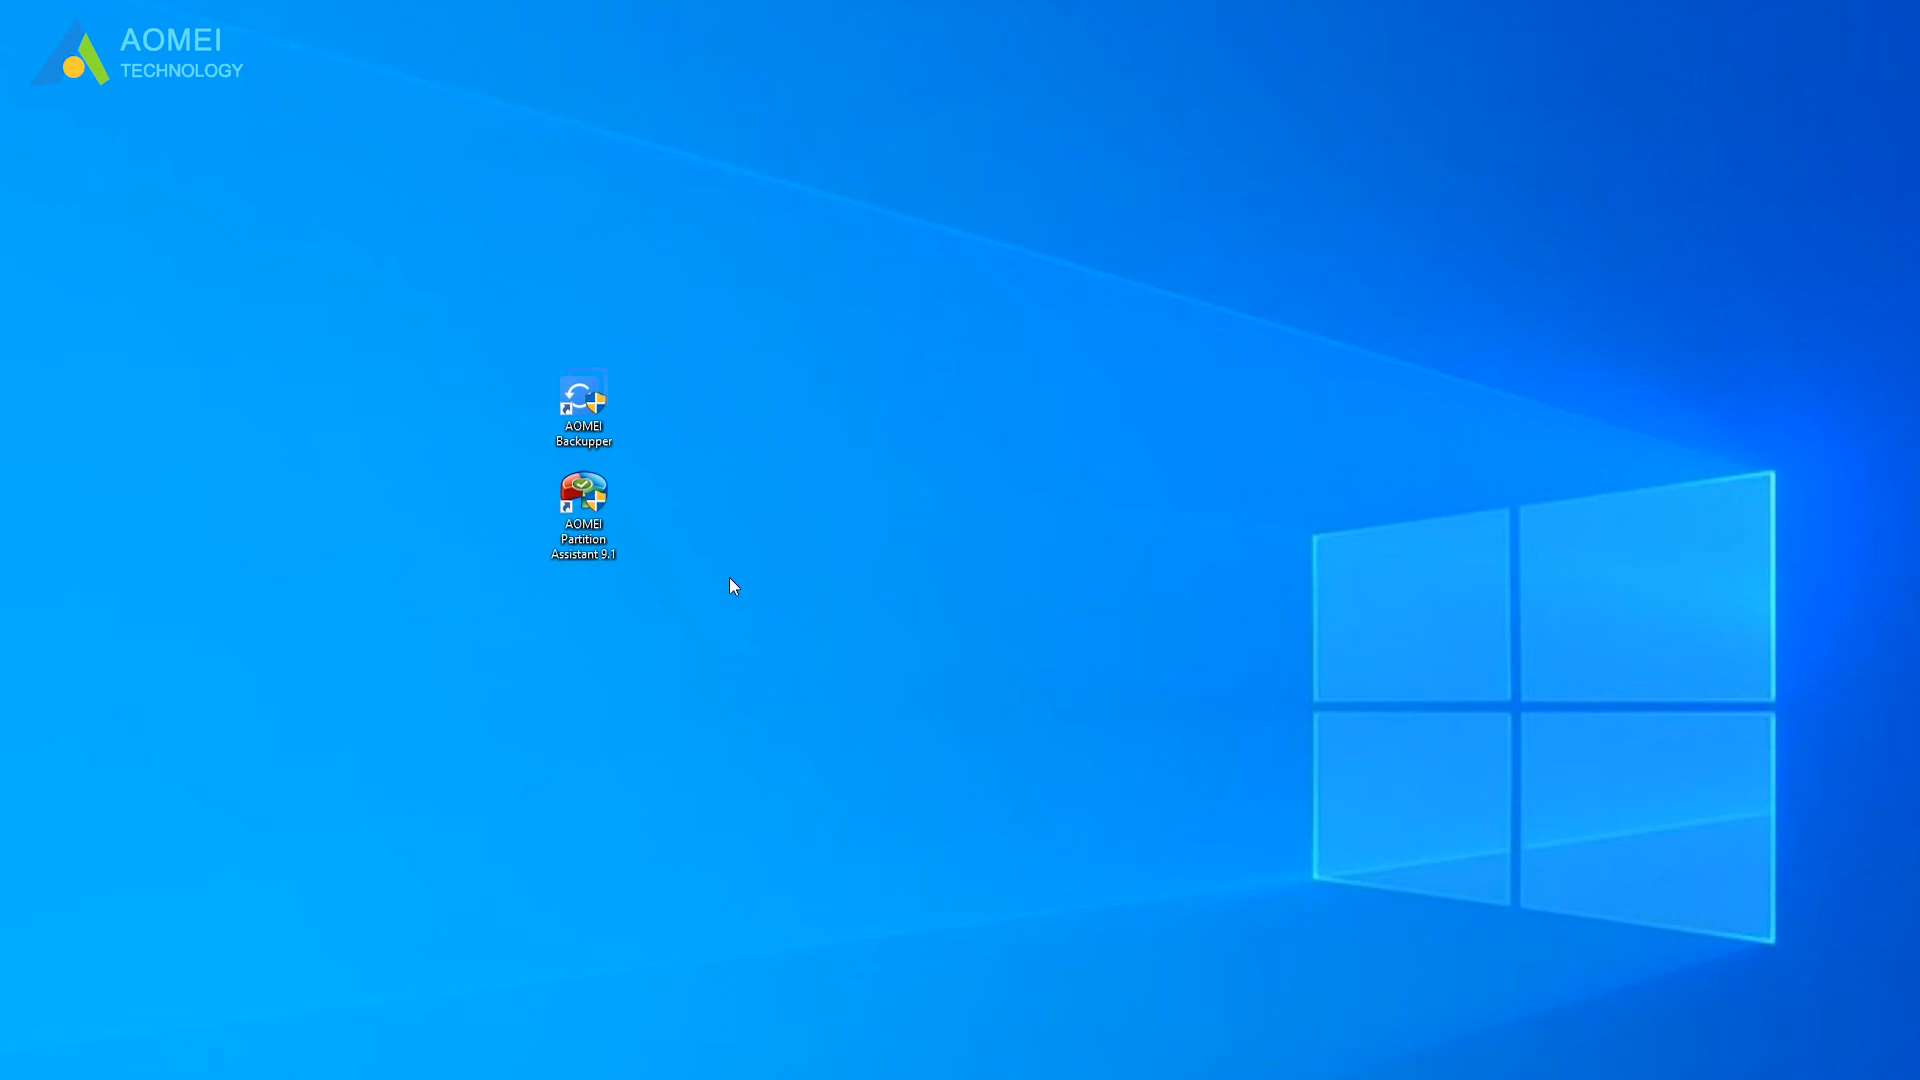 AOMEI
TECHNOLOGY
AOMEI
Backupper
AOMEI
Partition
Assistant 9.1